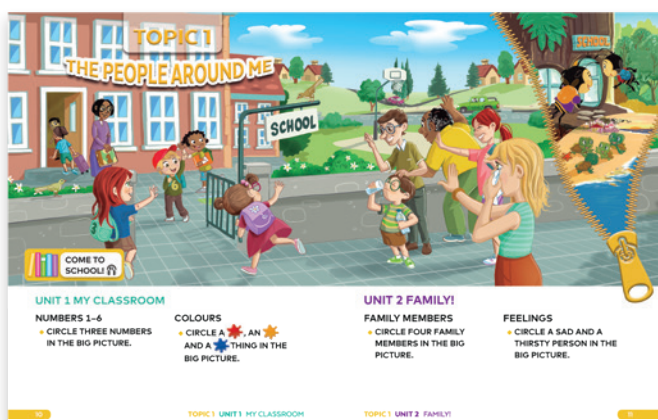 TOPIC 1
THE PEOPLE AROUND ME
SCHOOL
SCHOOL
COME TO
SCHOOL!
UNIT 1 MY CLASSROOM
NUMBERS 1–6
CIRCLE THREE NUMBERS
IN THE BIG PICTURE.
COLOURS
CIRCLE A , AN
AND A THING IN THE
BIG PICTURE.
UNIT 2 FAMILY!
FAMILY MEMBERS
CIRCLE FOUR FAMILY
MEMBERS IN THE BIG
PICTURE.
FEELINGS
CIRCLE A SAD AND A
THIRSTY PERSON IN THE
BIG PICTURE.
10
TOPIC 1 UNIT 1 MY CLASSROOM
TOPIC 1 UNIT 2 FAMILY!
11